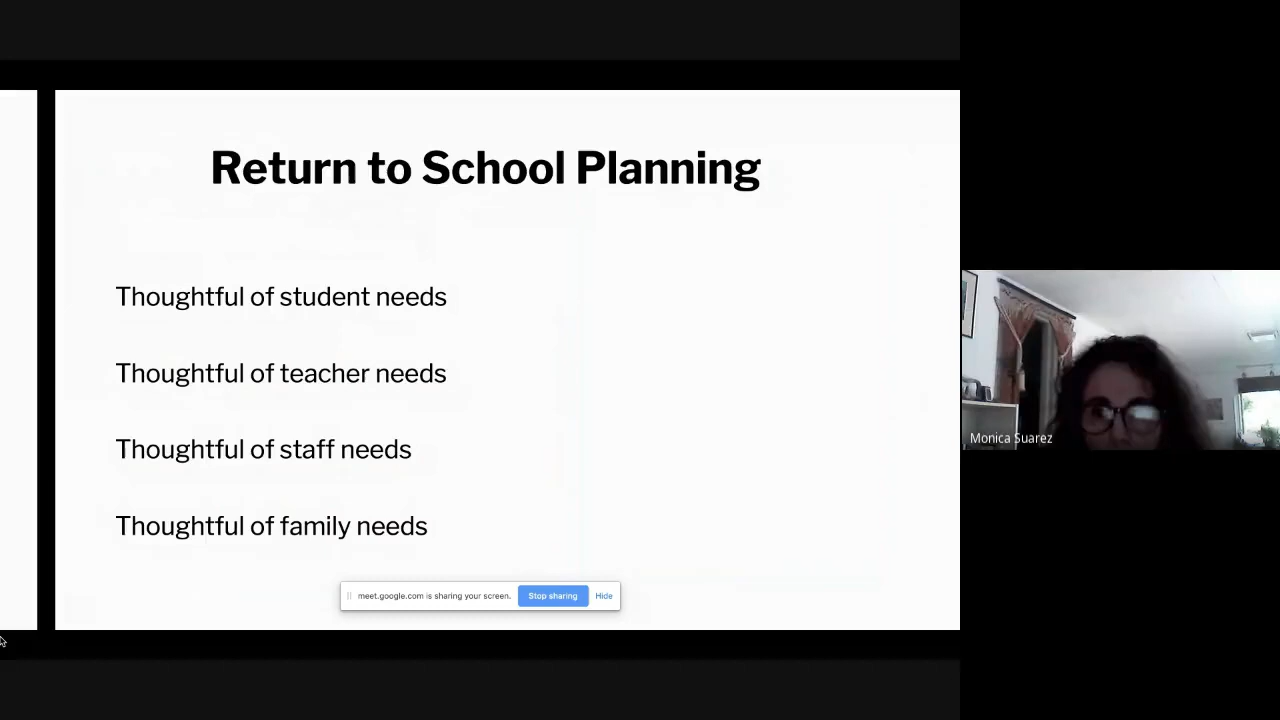 Return to School Planning
Thoughtful of student needs
Thoughtful of teacher needs
Thoughtful of staff needs
Thoughtful of family needs
meet.google.com is sharing your screen. Stop sharing Hide
Monica Suarez